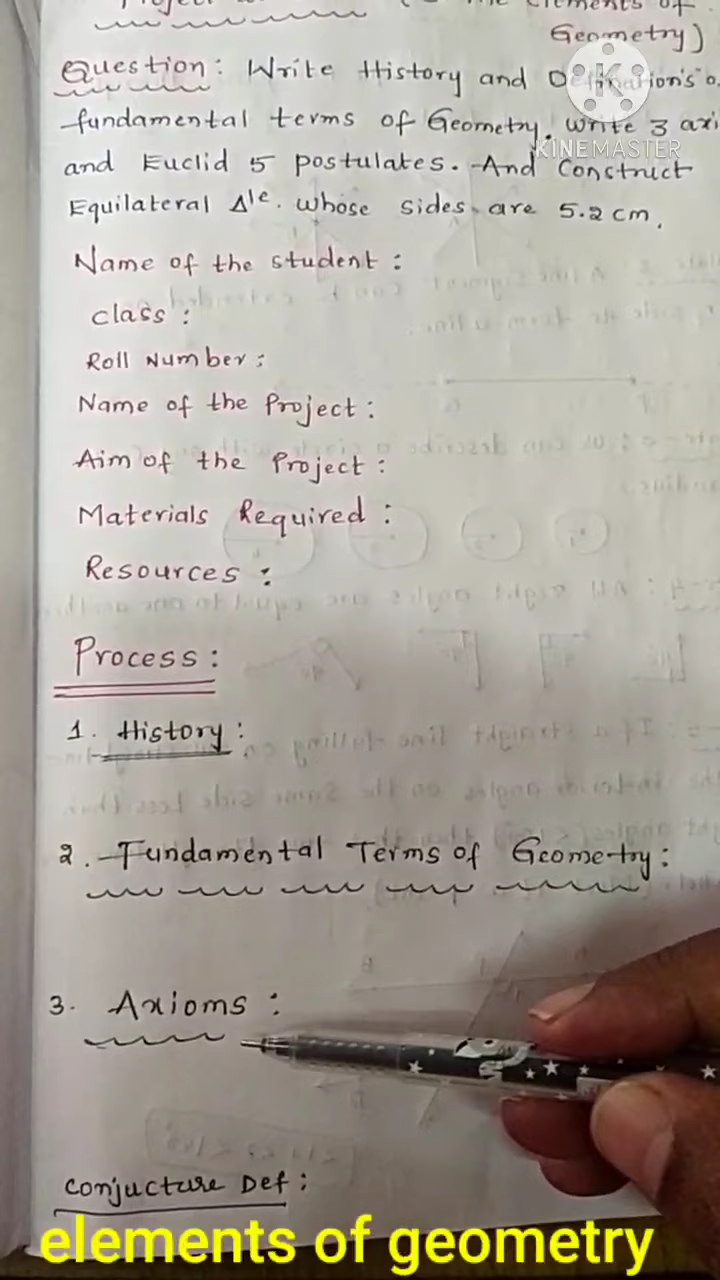 Elements of
Geometry)
Question: Write History and Defination's
fundamental terms of Geometry. Write 3
and Euclid 5 postulates. And Construct
Equilateral Δle. whose sides are 5.2 cm.
KINEMASTER
Name of the student :
class :
Roll Number :
Name of the Project :
Aim of the Project :
Materials Required :
Resources :
Process :
1. History :
2. Fundamental Terms of Geometry :
3. Axioms :
Conjucture Def :
elements of geometry